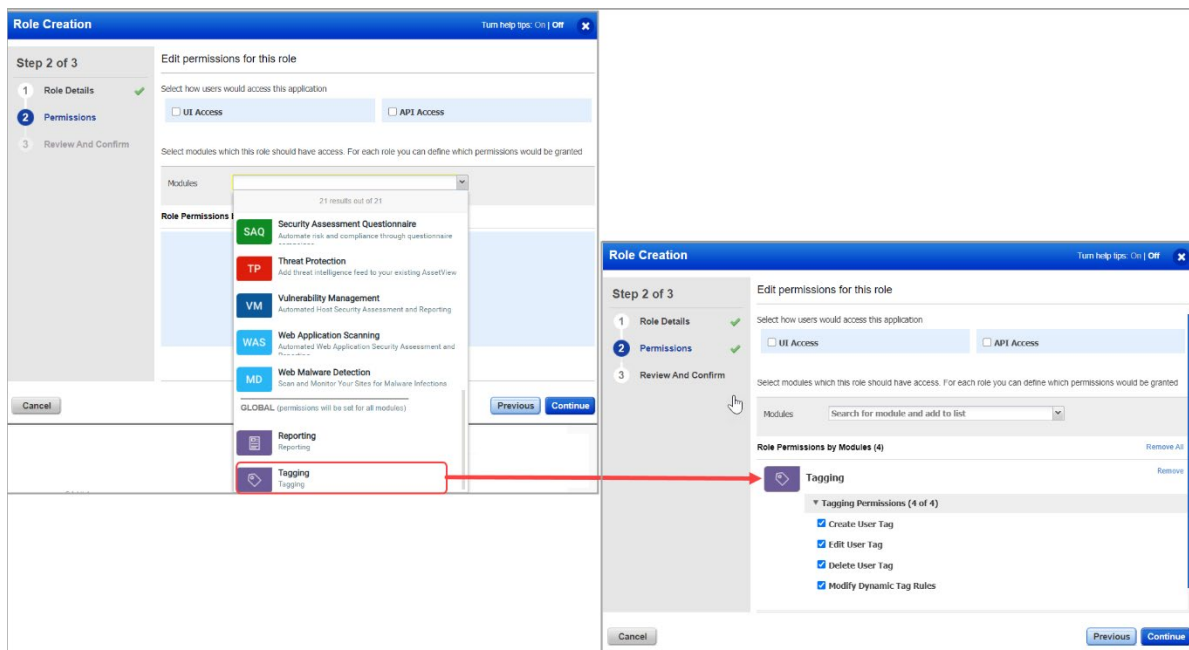 Role Creation
Turn help tips: On | Off
Step 2 of 3
1 Role Details
2 Permissions
3 Review And Confirm
Edit permissions for this role
Select how users would access this application
UI Access
API Access
Select modules which this role should have access. For each role you can define which permissions would be granted
Modules
21 results out of 21
Role Permissions
SAQ
Security Assessment Questionnaire
Automate risk and compliance through questionnaire
TP
Threat Protection
Add threat intelligence feed to your existing AssetView
VM
Vulnerability Management
Automated Host Security Assessment and Reporting
WAS
Web Application Scanning
Automated Web Application Security Assessment and
Reporting
MD
Web Malware Detection
Scan and Monitor Your Sites for Malware Infections
GLOBAL (permissions will be set for all modules)
Reporting
Reporting
Tagging
Tagging
Cancel
Previous
Continue
Role Creation
Turn help tips: On | Off
Step 2 of 3
1 Role Details
2 Permissions
3 Review And Confirm
Edit permissions for this role
Select how users would access this application
UI Access
API Access
Select modules which this role should have access. For each role you can define which permissions would be granted
Modules
Search for module and add to list
Role Permissions by Modules (4)
Remove All
Tagging
Remove
Tagging Permissions (4 of 4)
Create User Tag
Edit User Tag
Delete User Tag
Modify Dynamic Tag Rules
Cancel
Previous
Continue